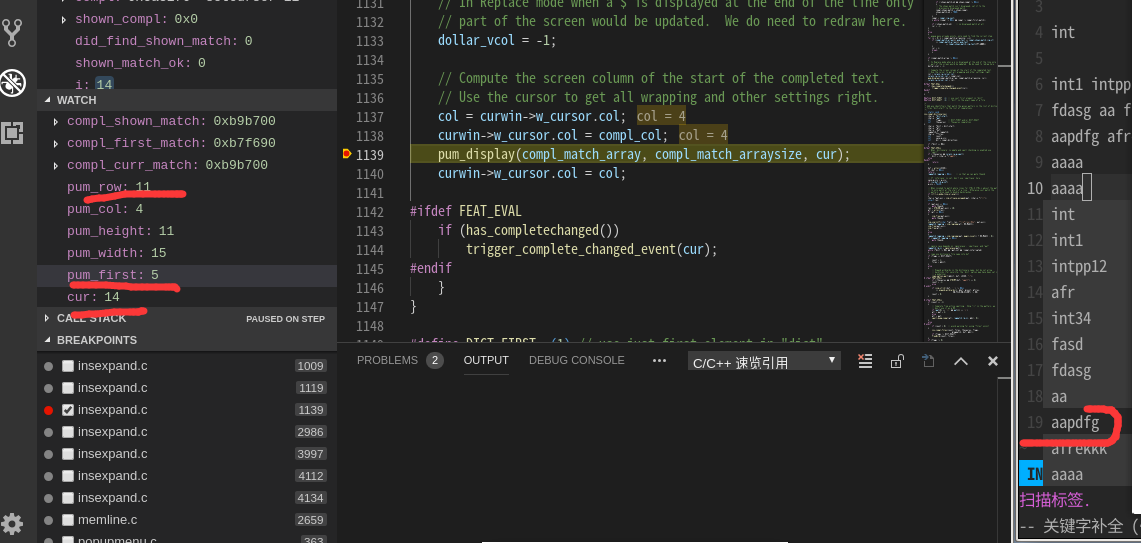 shown_compl: 0x0
did_find_shown_match: 0
shown_match_ok: 0
i: 14
WATCH
compl_shown_match: 0xb9b700
compl_first_match: 0xb7f690
compl_curr_match: 0xb9b700
pum_row: 11
pum_col: 4
pum_height: 11
pum_width: 15
pum_first: 5
cur: 14
CALL STACK PAUSED ON STEP
BREAKPOINTS
insexpand.c 1009
insexpand.c 1119
insexpand.c 1139
insexpand.c 2986
insexpand.c 3997
insexpand.c 4112
insexpand.c 4134
memline.c 2659
popupmenu.c 363
1131 // In Replace mode when a $ is displayed at the end of the line only
1132 // part of the screen would be updated. We do need to redraw here.
1133 dollar_vcol = -1;
1134
1135 // Compute the screen column of the start of the completed text.
1136 // Use the cursor to get all wrapping and other settings right.
1137 col = curwin->w_cursor.col; col = 4
1138 curwin->w_cursor.col = compl_col; col = 4
1139 pum_display(compl_match_array, compl_match_arraysize, cur);
1140 curwin->w_cursor.col = col;
1141
1142 #ifdef FEAT_EVAL
1143 if (has_completechanged())
1144 trigger_complete_changed_event(cur);
1145 #endif
1146 }
1147 }
1148
PROBLEMS 2 OUTPUT DEBUG CONSOLE ••• C/C++ 速览引用
3
4 int
5
6 int1 intpp
7 fdasg aa f
8 aapdfg afr
9 aaaa
10 aaaa
11 int
12 int1
13 intpp12
14 afr
15 int34
16 fasd
17 fdasg
18 aa
19 aapdfg
afrekkk
IN aaaa
扫描标签.
-- 关键字补全 (